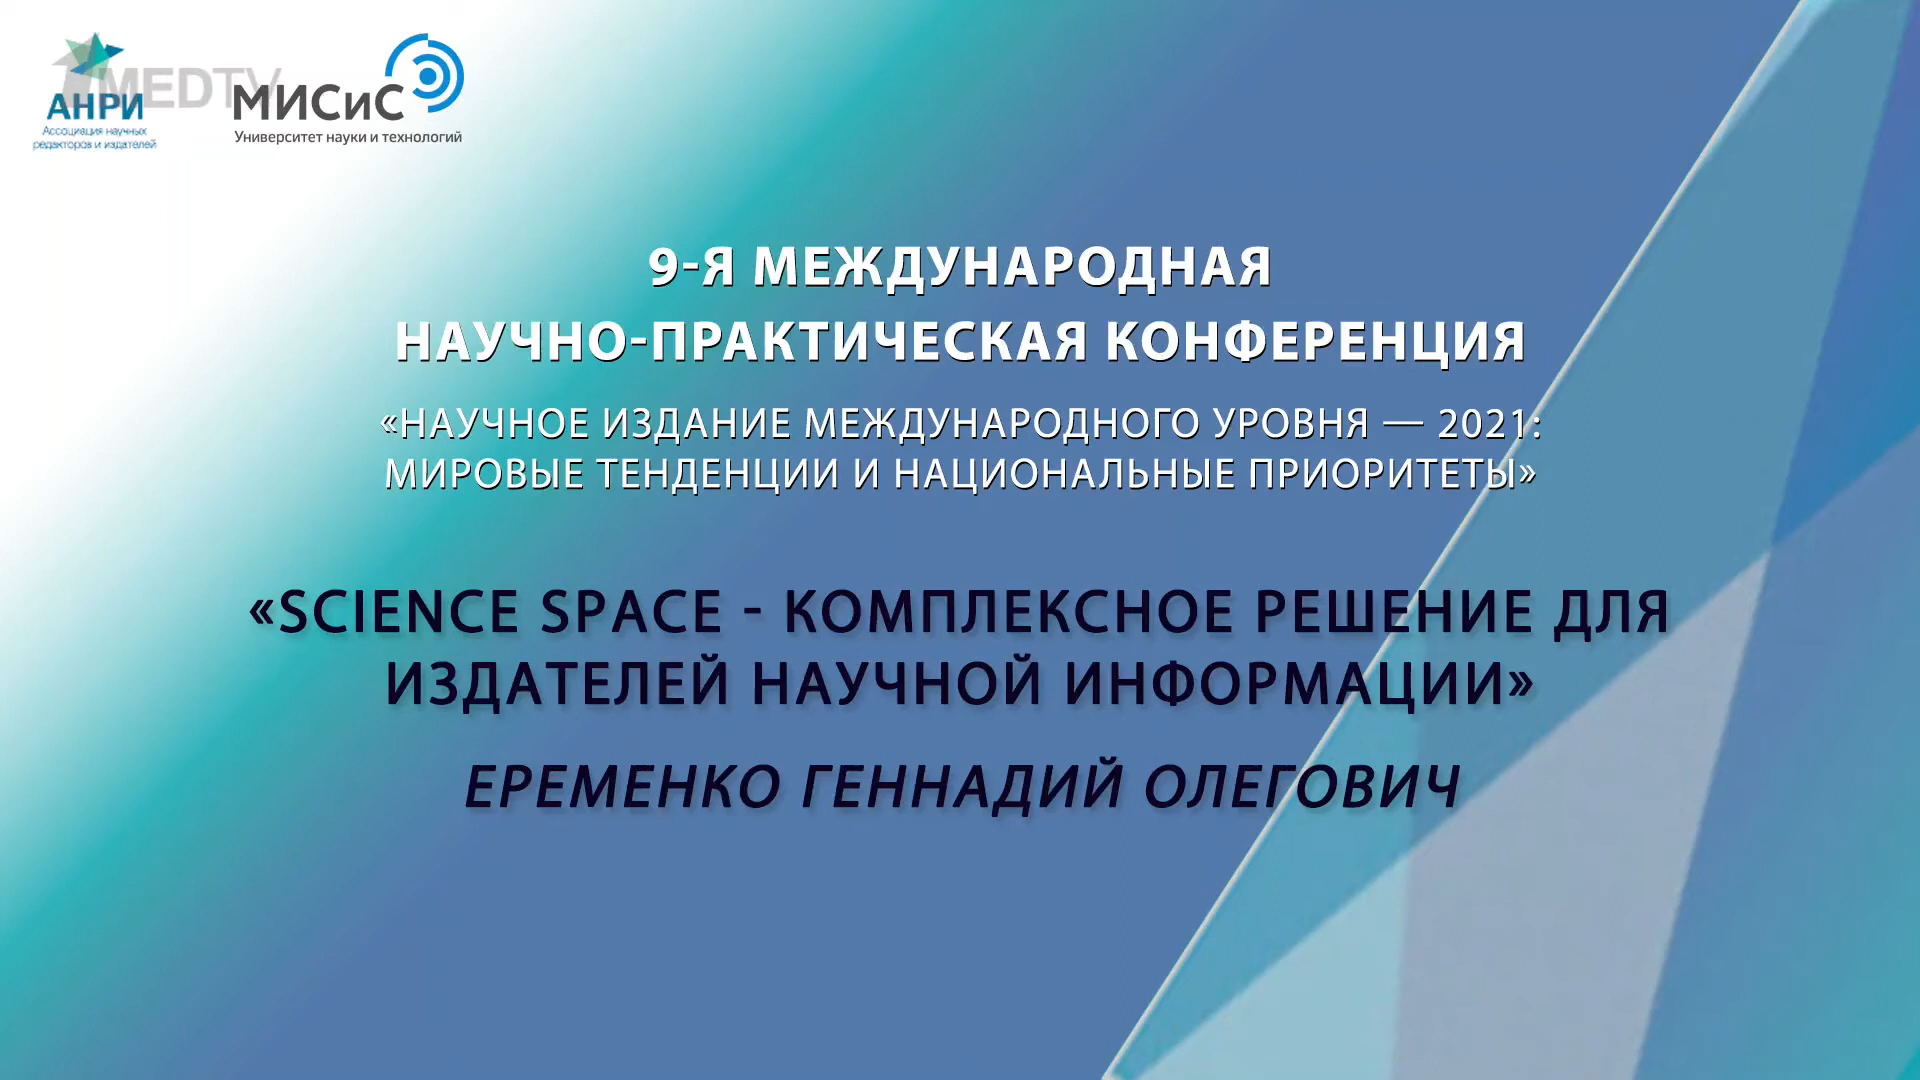 MEDTV
АНРИ
Ассоциация научных
редакторов и издателей
МИСиС
Университет науки и технологий
9-Я МЕЖДУНАРОДНАЯ
НАУЧНО-ПРАКТИЧЕСКАЯ КОНФЕРЕНЦИЯ
«НАУЧНОЕ ИЗДАНИЕ МЕЖДУНАРОДНОГО УРОВНЯ — 2021:
МИРОВЫЕ ТЕНДЕНЦИИ И НАЦИОНАЛЬНЫЕ ПРИОРИТЕТЫ»
«SCIENCE SPACE - КОМПЛЕКСНОЕ РЕШЕНИЕ ДЛЯ
ИЗДАТЕЛЕЙ НАУЧНОЙ ИНФОРМАЦИИ»
ЕРЕМЕНКО ГЕННАДИЙ ОЛЕГОВИЧ